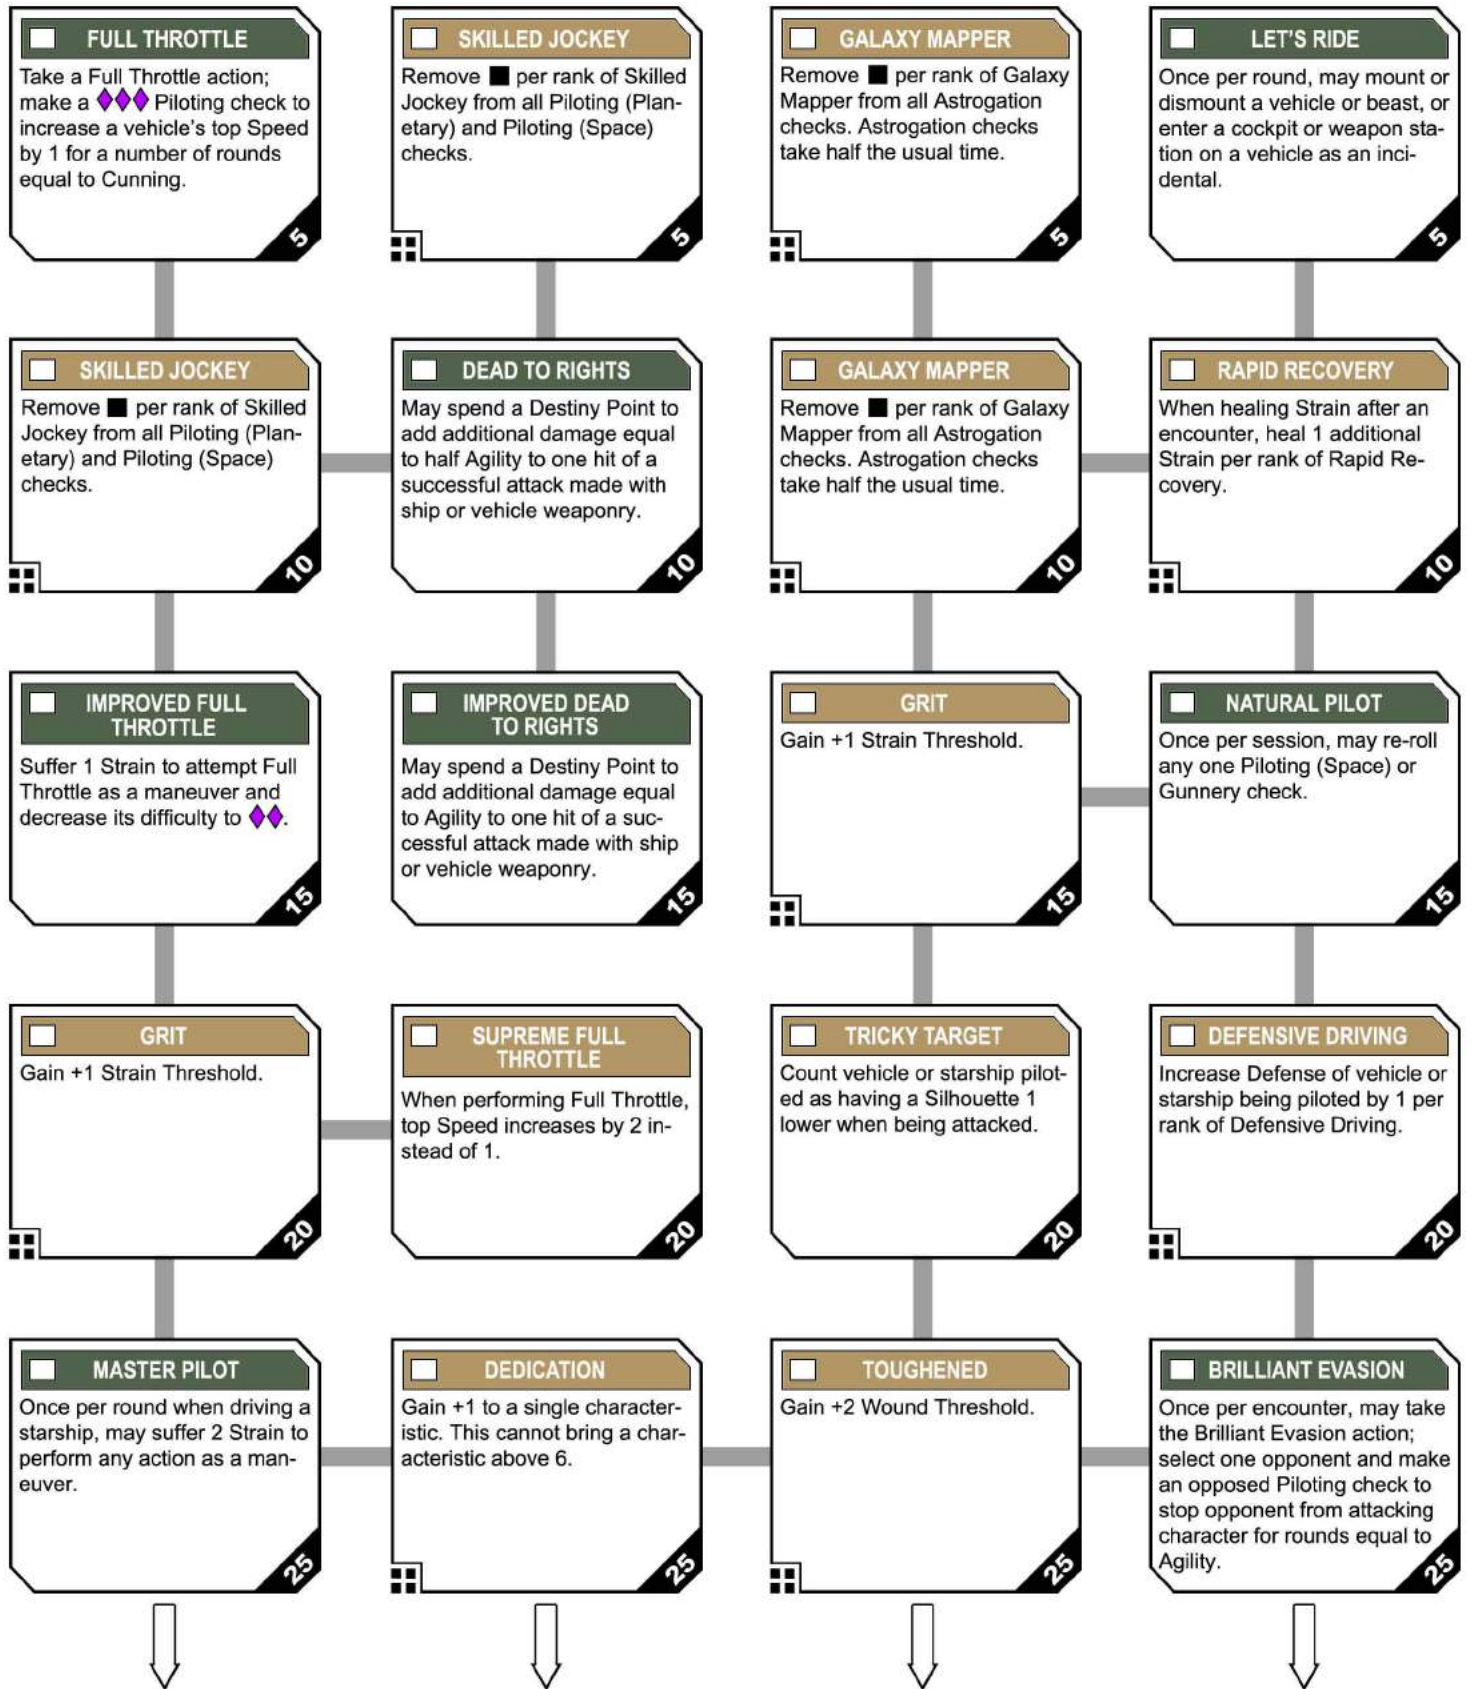 FULL THROTTLE
Take a Full Throttle action;
make a Piloting check to
increase a vehicle's top Speed
by 1 for a number of rounds
equal to Cunning.
5
SKILLED JOCKEY
Remove per rank of Skilled
Jockey from all Piloting (Plan-
etary) and Piloting (Space)
checks.
5
GALAXY MAPPER
Remove per rank of Galaxy
Mapper from all Astrogation
checks. Astrogation checks
take half the usual time.
5
LET'S RIDE
Once per round, may mount or
dismount a vehicle or beast, or
enter a cockpit or weapon sta-
tion on a vehicle as an inci-
dental.
5
SKILLED JOCKEY
Remove per rank of Skilled
Jockey from all Piloting (Plan-
etary) and Piloting (Space)
checks.
10
DEAD TO RIGHTS
May spend a Destiny Point to
add additional damage equal
to half Agility to one hit of a
successful attack made with
ship or vehicle weaponry.
10
GALAXY MAPPER
Remove per rank of Galaxy
Mapper from all Astrogation
checks. Astrogation checks
take half the usual time.
10
RAPID RECOVERY
When healing Strain after an
encounter, heal 1 additional
Strain per rank of Rapid Re-
covery.
10
IMPROVED FULL
THROTTLE
Suffer 1 Strain to attempt Full
Throttle as a maneuver and
decrease its difficulty to .
15
IMPROVED DEAD
TO RIGHTS
May spend a Destiny Point to
add additional damage equal
to Agility to one hit of a suc-
cessful attack made with ship
or vehicle weaponry.
15
GRIT
Gain +1 Strain Threshold.
15
NATURAL PILOT
Once per session, may re-roll
any one Piloting (Space) or
Gunnery check.
15
GRIT
Gain +1 Strain Threshold.
20
SUPREME FULL
THROTTLE
When performing Full Throttle,
top Speed increases by 2 in-
stead of 1.
20
TRICKY TARGET
Count vehicle or starship pilot-
ed as having a Silhouette 1
lower when being attacked.
20
DEFENSIVE DRIVING
Increase Defense of vehicle or
starship being piloted by 1 per
rank of Defensive Driving.
20
MASTER PILOT
Once per round when driving a
starship, may suffer 2 Strain to
perform any action as a man-
euver.
25
DEDICATION
Gain +1 to a single character-
istic. This cannot bring a char-
acteristic above 6.
25
TOUGHENED
Gain +2 Wound Threshold.
25
BRILLIANT EVASION
Once per encounter, may take
the Brilliant Evasion action;
select one opponent and make
an opposed Piloting check to
stop opponent from attacking
character for rounds equal to
Agility.
25